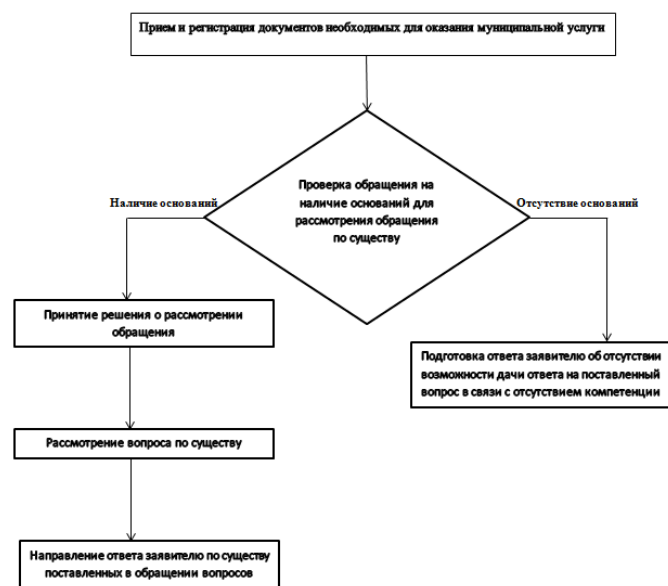 Прием и регистрация документов необходимых для оказания муниципальной услуги
Проверка обращения на
наличие оснований для
рассмотрения обращения
по существу
Наличие оснований
Отсутствие оснований
Принятие решения о рассмотрении
обращения
Подготовка ответа заявителю об отсутствии
возможности дачи ответа на поставленный
вопрос в связи с отсутствием компетенции
Рассмотрение вопроса по существу
Направление ответа заявителю по существу
поставленных в обращении вопросов